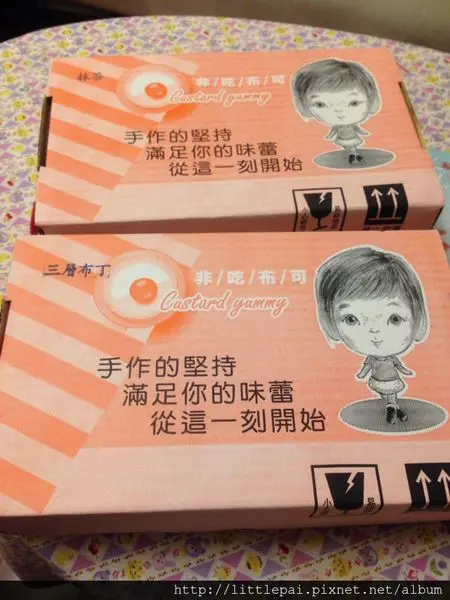 抹茶
非/吃/布/可
Custard yummy
手作的堅持
滿足你的味蕾
從這一刻開始
三層布丁
非/吃/布/可
Custard yummy
手作的堅持
滿足你的味蕾
從這一刻開始
http://littlepai.pixnet.net/album